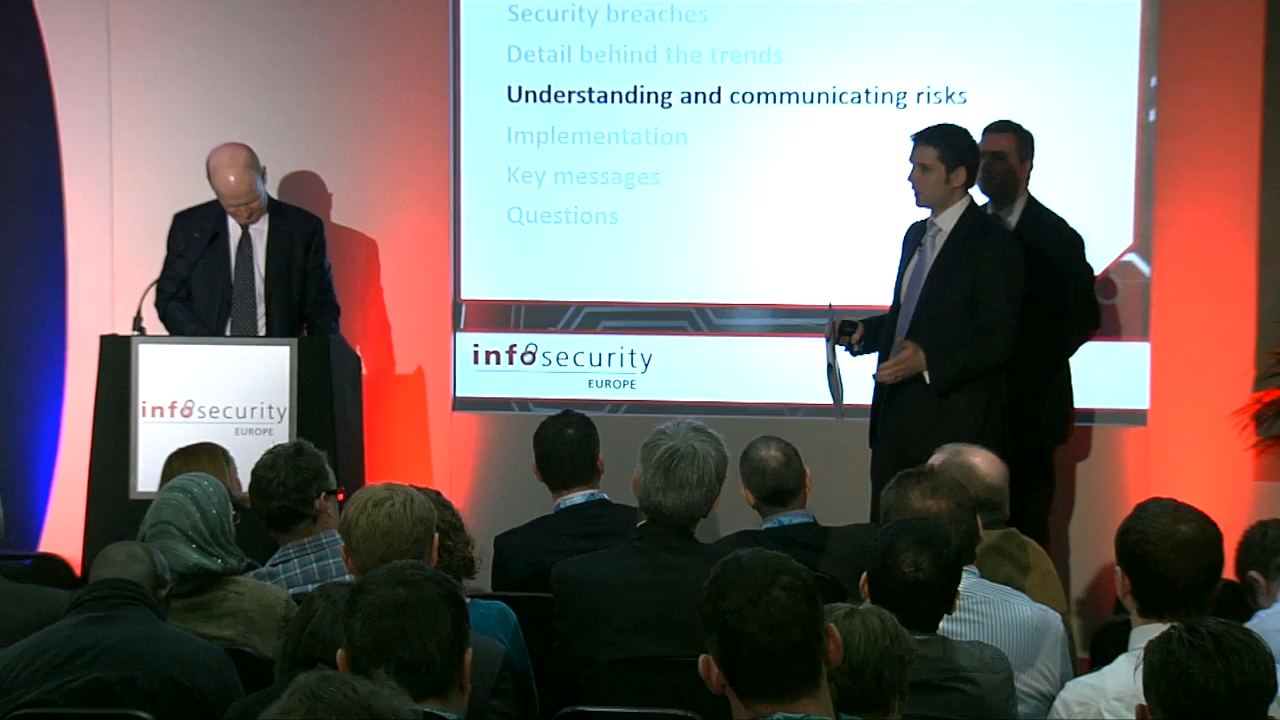 Security breaches
Detail behind the trends
Understanding and communicating risks
Implementation
Key messages
Questions
infosecurity
EUROPE
infosecurity
EUROPE